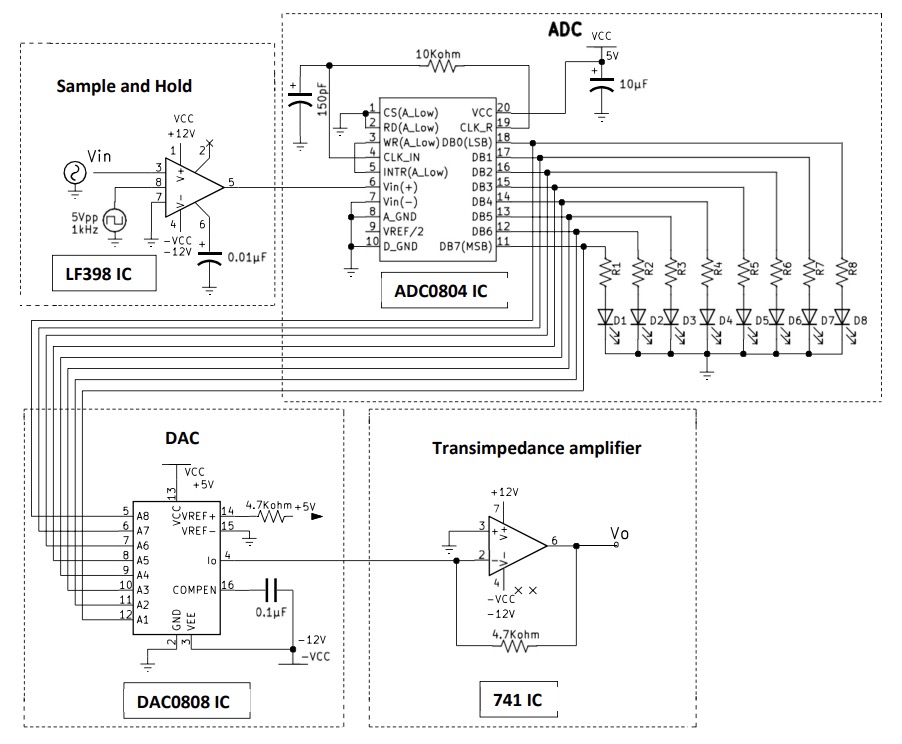 Sample and Hold
VCC
+12V
1
2
Vin
3
8
7
V+
V-
5
4
6
5Vpp
1kHz
-VCC
-12V
+
0.01µF
LF398 IC
ADC
10Kohm
VCC
5V
+
150pF
+
10µF
1 CS(A_Low)
2 RD(A_Low)
3 WR(A_Low)
4 CLK_IN
5 INTR(A_Low)
6 Vin(+)
7 Vin(-)
8 A_GND
9 VREF/2
10 D_GND
VCC 20
CLK_R 19
DB0(LSB) 18
DB1 17
DB2 16
DB3 15
DB4 14
DB5 13
DB6 12
DB7(MSB) 11
R1 R2 R3 R4 R5 R6 R7 R8
D1 D2 D3 D4 D5 D6 D7 D8
ADC0804 IC
DAC
VCC
+5V
13
VCC
5 A8
6 A7
7 A6
8 A5
9 A4
10 A3
11 A2
12 A1
VREF+ 14
VREF- 15
Io 4
COMPEN 16
4.7Kohm +5V
0.1µF
GND
VEE
2
3
-12V
-VCC
DAC0808 IC
Transimpedance amplifier
+12V
7
3
+
V+
2
-
V-
6
Vo
4
-VCC
-12V
4.7Kohm
741 IC